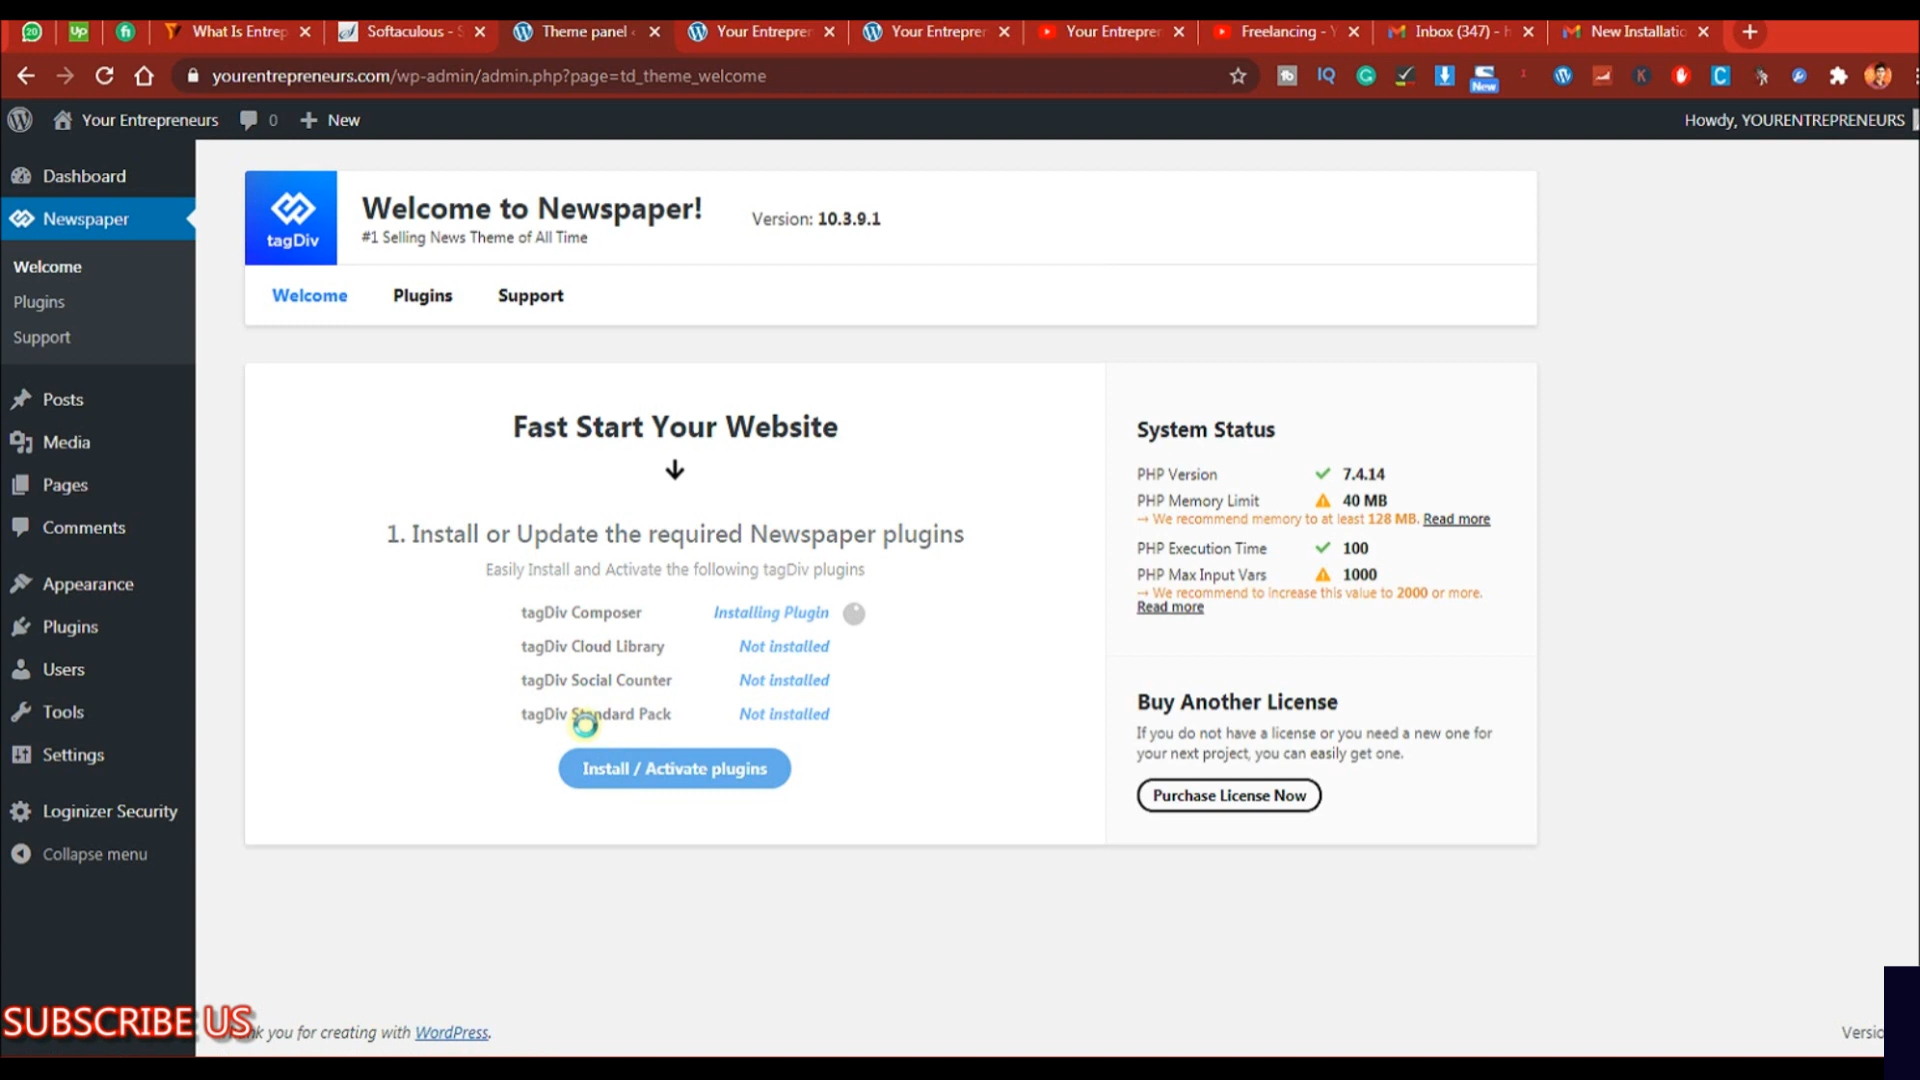 20
Up
fi
What Is Entrep
Softaculous - S
Theme panel
Your Entrepre
Your Entrepre
Your Entrepre
Freelancing - Y
Inbox (347) - h
New Installatio
yourentrepreneurs.com/wp-admin/admin.php?page=td_theme_welcome
IQ
New
K
C
Your Entrepreneurs
0
New
Howdy, YOURENTREPRENEURS
Dashboard
Newspaper
Welcome
Plugins
Support
Posts
Media
Pages
Comments
Appearance
Plugins
Users
Tools
Settings
Loginizer Security
Collapse menu
tagDiv
Welcome to Newspaper!
#1 Selling News Theme of All Time
Version: 10.3.9.1
Welcome
Plugins
Support
Fast Start Your Website
1. Install or Update the required Newspaper plugins
Easily Install and Activate the following tagDiv plugins
tagDiv Composer Installing Plugin
tagDiv Cloud Library Not installed
tagDiv Social Counter Not installed
tagDiv Standard Pack Not installed
Install / Activate plugins
System Status
PHP Version 7.4.14
PHP Memory Limit 40 MB
→ We recommend memory to at least 128 MB. Read more
PHP Execution Time 100
PHP Max Input Vars 1000
→ We recommend to increase this value to 2000 or more.
Read more
Buy Another License
If you do not have a license or you need a new one for
your next project, you can easily get one.
Purchase License Now
SUBSCRIBE US
nk you for creating with WordPress.
Versio